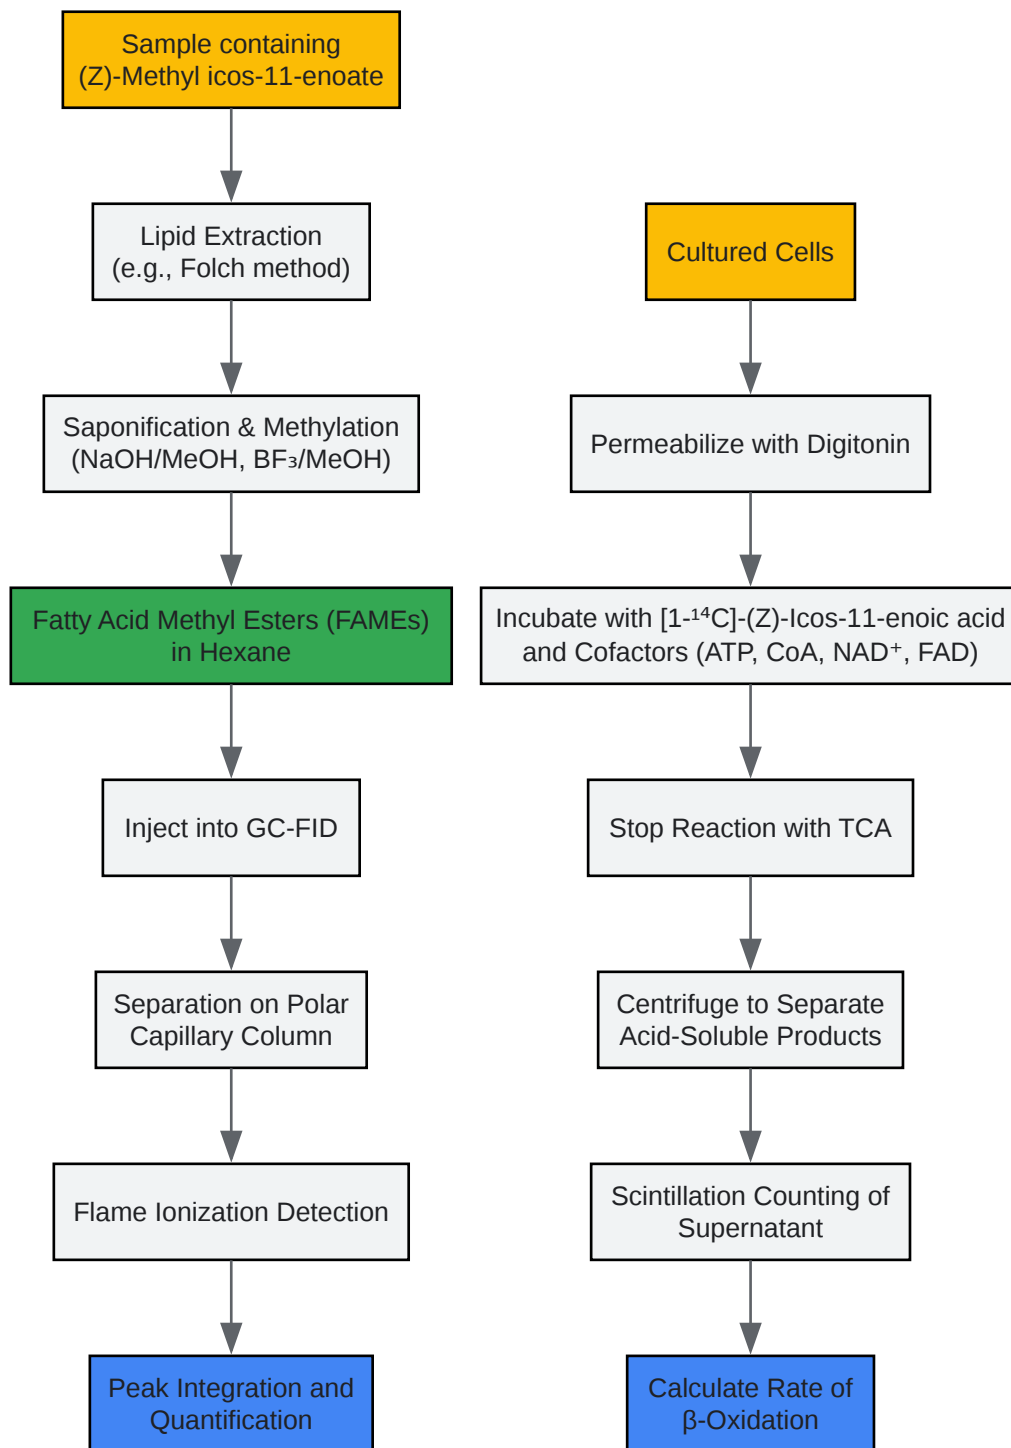 Sample containing
(Z)-Methyl icos-11-enoate
Lipid Extraction
(e.g., Folch method)
Saponification & Methylation
(NaOH/MeOH, BF₃/MeOH)
Fatty Acid Methyl Esters (FAMEs)
in Hexane
Inject into GC-FID
Separation on Polar
Capillary Column
Flame Ionization Detection
Peak Integration and
Quantification
Cultured Cells
Permeabilize with Digitonin
Incubate with [1-¹⁴C]-(Z)-Icos-11-enoic acid
and Cofactors (ATP, CoA, NAD⁺, FAD)
Stop Reaction with TCA
Centrifuge to Separate
Acid-Soluble Products
Scintillation Counting of
Supernatant
Calculate Rate of
β-Oxidation